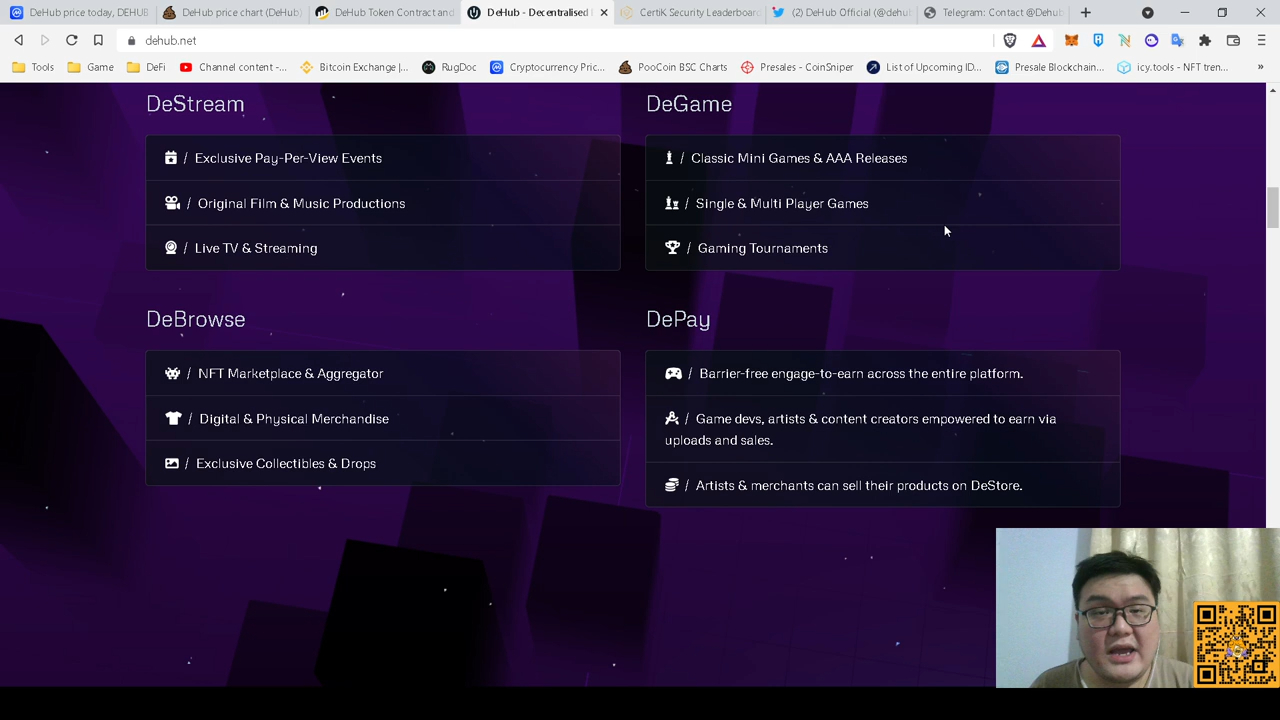 DeHub price today, DEHUB
DeHub price chart (DeHub)
DeHub Token Contract and
DeHub - Decentralised
CertiK Security Leaderboard
(2) DeHub Official (@dehub
Telegram: Contact @Dehub
dehub.net
Tools
Game
DeFi
Channel content -...
Bitcoin Exchange |...
RugDoc
Cryptocurrency Pric...
PooCoin BSC Charts
Presales - CoinSniper
List of Upcoming ID...
Presale Blockchain...
icy.tools - NFT tren...
»
DeStream
/ Exclusive Pay-Per-View Events
/ Original Film & Music Productions
/ Live TV & Streaming
DeGame
/ Classic Mini Games & AAA Releases
/ Single & Multi Player Games
/ Gaming Tournaments
DeBrowse
/ NFT Marketplace & Aggregator
/ Digital & Physical Merchandise
/ Exclusive Collectibles & Drops
DePay
/ Barrier-free engage-to-earn across the entire platform.
/ Game devs, artists & content creators empowered to earn via
uploads and sales.
/ Artists & merchants can sell their products on DeStore.